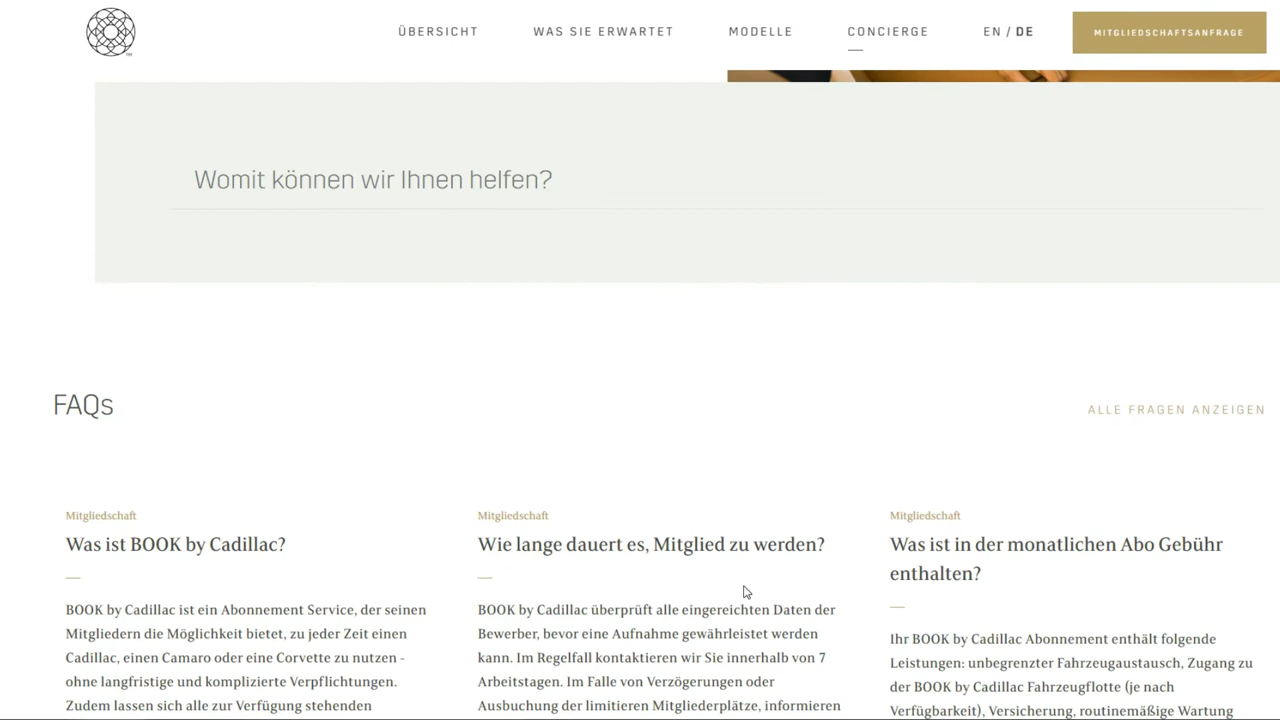 ÜBERSICHT WAS SIE ERWARTET MODELLE CONCIERGE EN / DE MITGLIEDSCHAFTSANFRAGE
Womit können wir Ihnen helfen?
FAQs
ALLE FRAGEN ANZEIGEN
Mitgliedschaft
Was ist BOOK by Cadillac?
BOOK by Cadillac ist ein Abonnement Service, der seinen
Mitgliedern die Möglichkeit bietet, zu jeder Zeit einen
Cadillac, einen Camaro oder eine Corvette zu nutzen -
ohne langfristige und komplizierte Verpflichtungen.
Zudem lassen sich alle zur Verfügung stehenden
Mitgliedschaft
Wie lange dauert es, Mitglied zu werden?
BOOK by Cadillac überprüft alle eingereichten Daten der
Bewerber, bevor eine Aufnahme gewährleistet werden
kann. Im Regelfall kontaktieren wir Sie innerhalb von 7
Arbeitstagen. Im Falle von Verzögerungen oder
Ausbuchung der limitieren Mitgliederplätze, informieren
Mitgliedschaft
Was ist in der monatlichen Abo Gebühr
enthalten?
Ihr BOOK by Cadillac Abonnement enthält folgende
Leistungen: unbegrenzter Fahrzeugaustausch, Zugang zu
der BOOK by Cadillac Fahrzeugflotte (je nach
Verfügbarkeit), Versicherung, routinemäßige Wartung